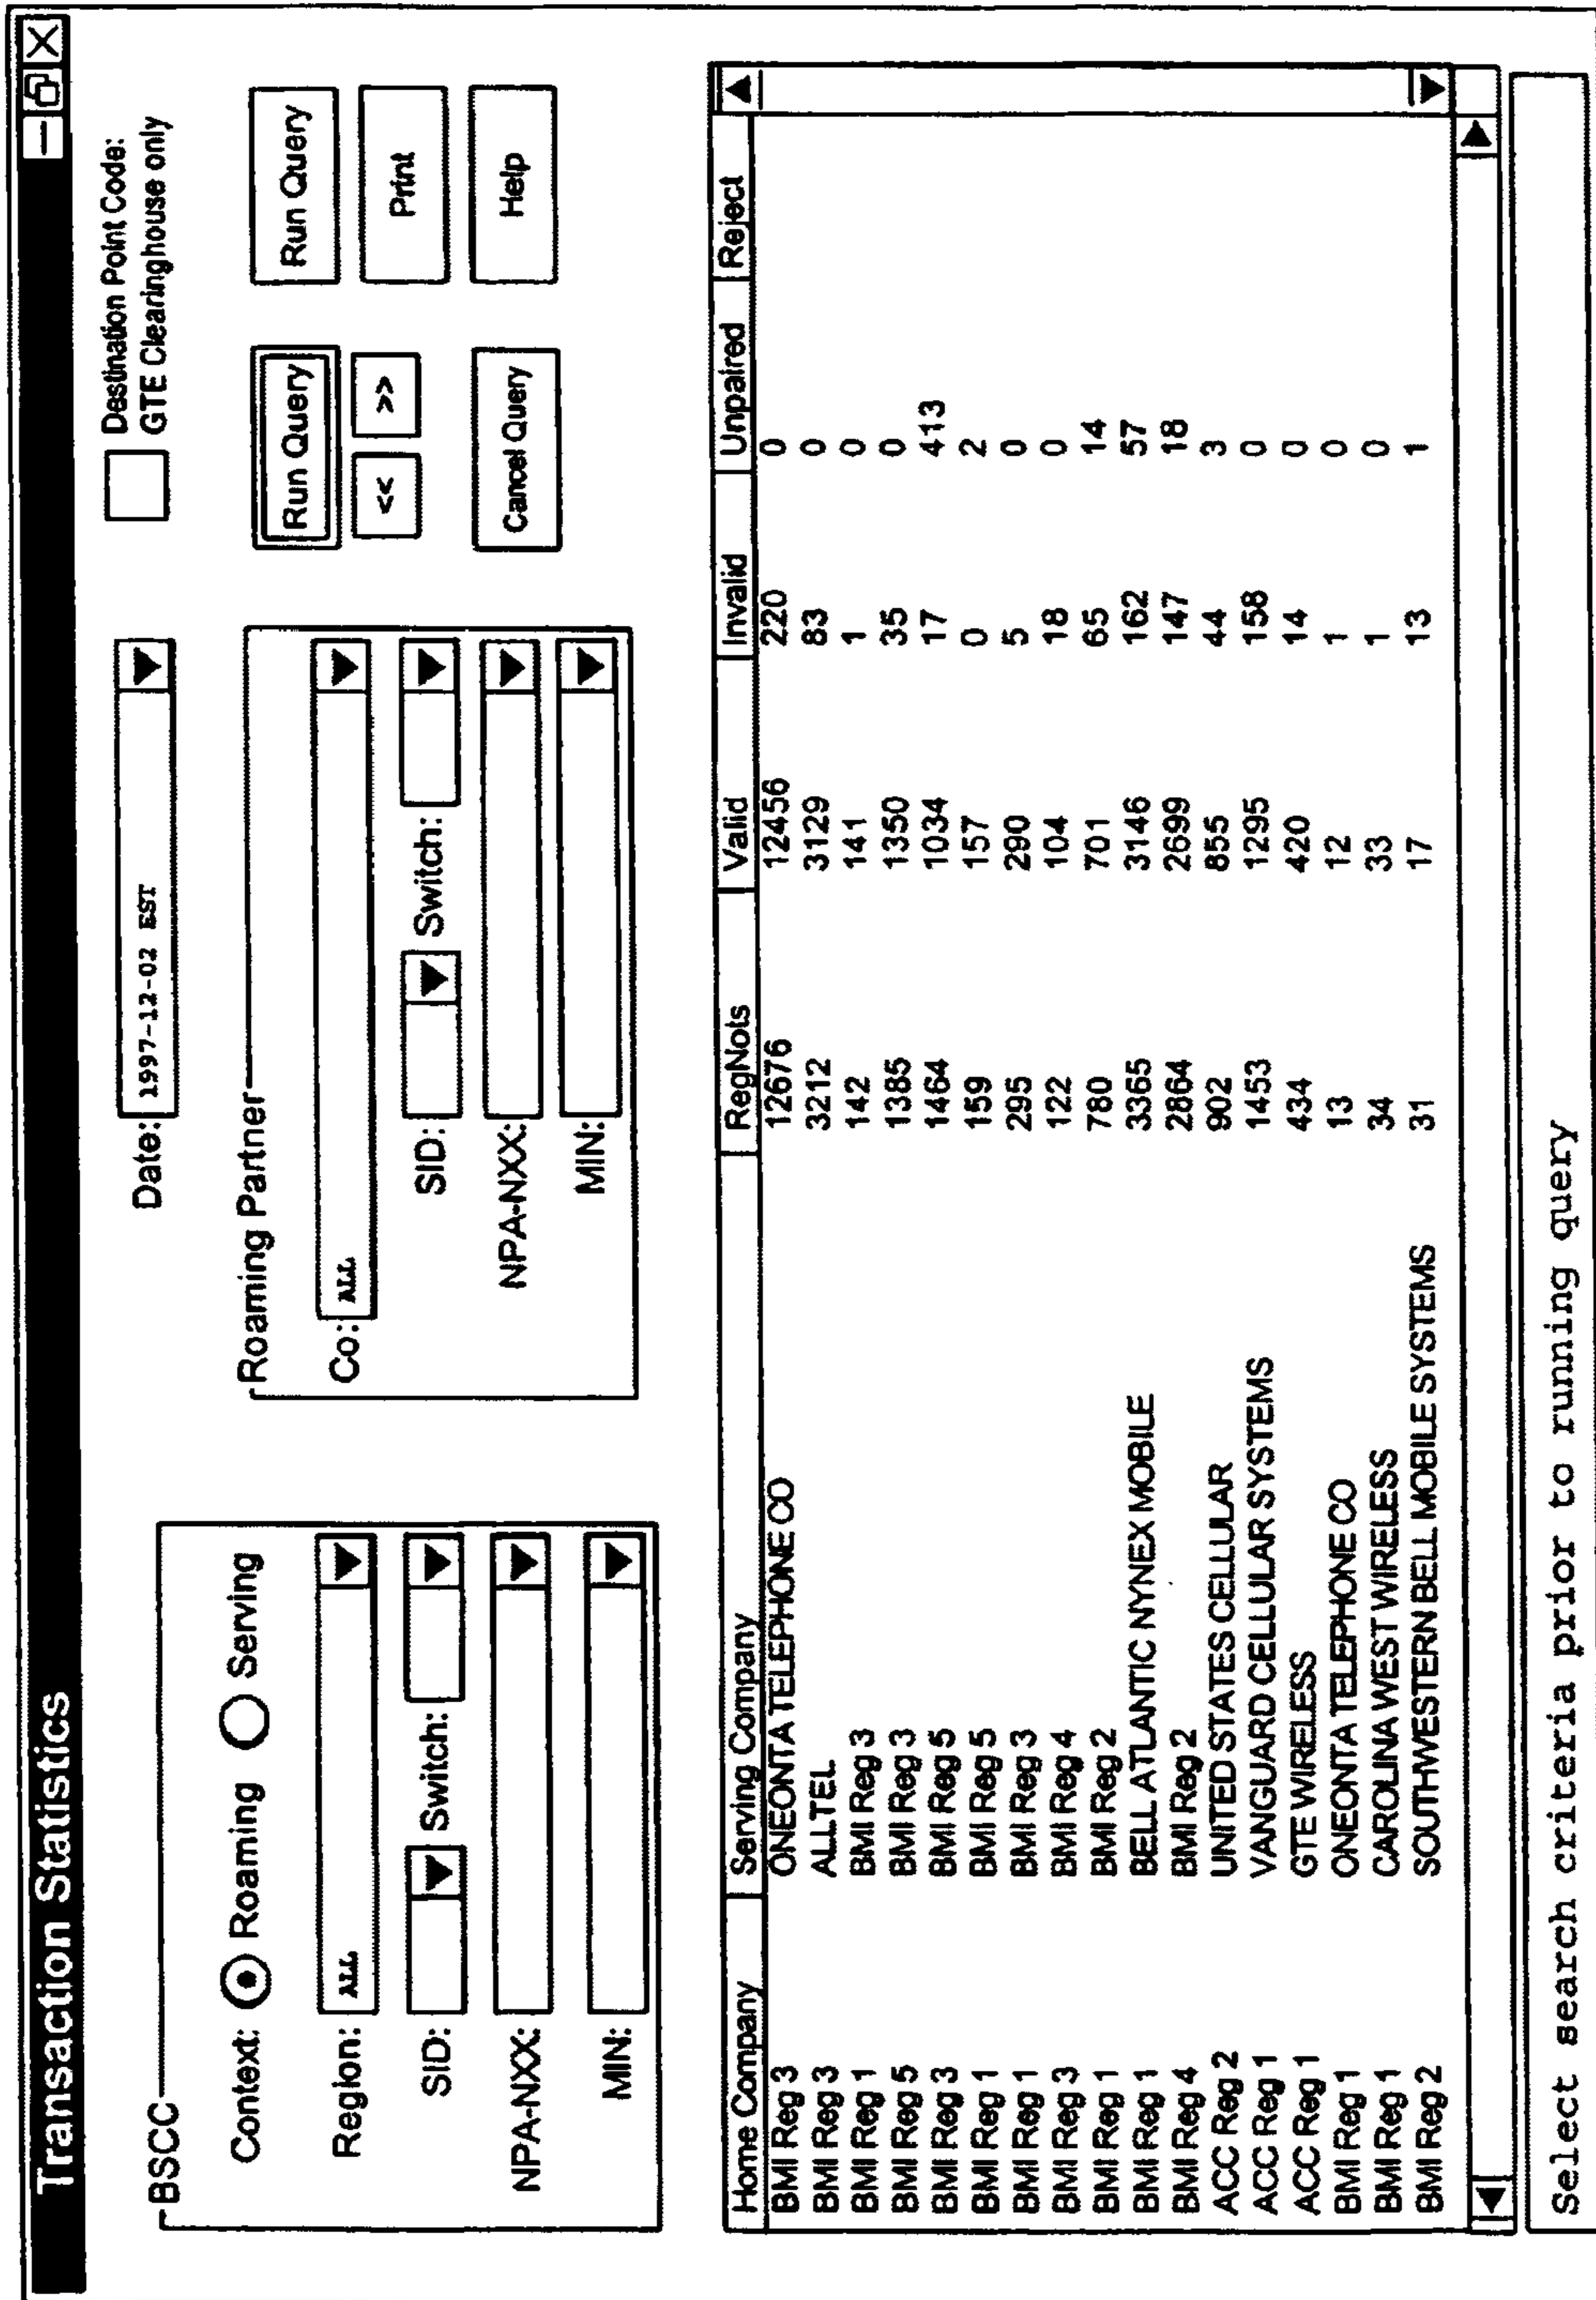 Transaction Statistics
BSCC
Context: Roaming Serving
Region: ALL
SID: Switch:
NPA-NXX:
MIN:
Date: 1997-12-02 EST
Roaming Partner
Co: ALL
SID: Switch:
NPA-NXX:
MIN:
Destination Point Code:
GTE Clearinghouse only
Run Query Run Query
<< >> Print
Cancel Query Help
Home Company Serving Company RegNots Valid Invalid Unpaired Reject
BMI Reg 3 ONEONTA TELEPHONE CO 12676 12456 220 0
BMI Reg 3 ALLTEL 3212 3129 83 0
BMI Reg 1 BMI Reg 3 142 141 1 0
BMI Reg 5 BMI Reg 3 1385 1350 35 0
BMI Reg 3 BMI Reg 5 1464 1034 17 413
BMI Reg 1 BMI Reg 5 159 157 0 2
BMI Reg 1 BMI Reg 3 295 290 5 0
BMI Reg 3 BMI Reg 4 122 104 18 0
BMI Reg 1 BMI Reg 2 780 701 65 14
BMI Reg 1 BELL ATLANTIC NYNEX MOBILE 3365 3146 162 57
BMI Reg 4 BMI Reg 2 2864 2699 147 18
ACC Reg 2 UNITED STATES CELLULAR 902 855 44 3
ACC Reg 1 VANGUARD CELLULAR SYSTEMS 1453 1295 158 0
ACC Reg 1 GTE WIRELESS 434 420 14 0
BMI Reg 1 ONEONTA TELEPHONE CO 13 12 1 0
BMI Reg 1 CAROLINA WEST WIRELESS 34 33 1 0
BMI Reg 2 SOUTHWESTERN BELL MOBILE SYSTEMS 31 17 13 1
Select search criteria prior to running query